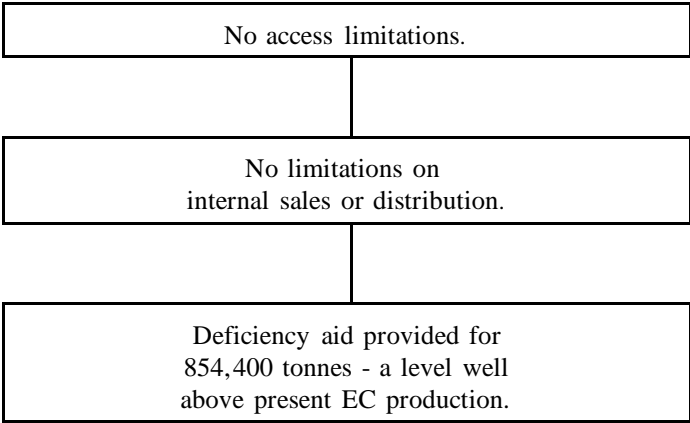 No access limitations.
No limitations on
internal sales or distribution.
Deficiency aid provided for
854,400 tonnes - a level well
above present EC production.